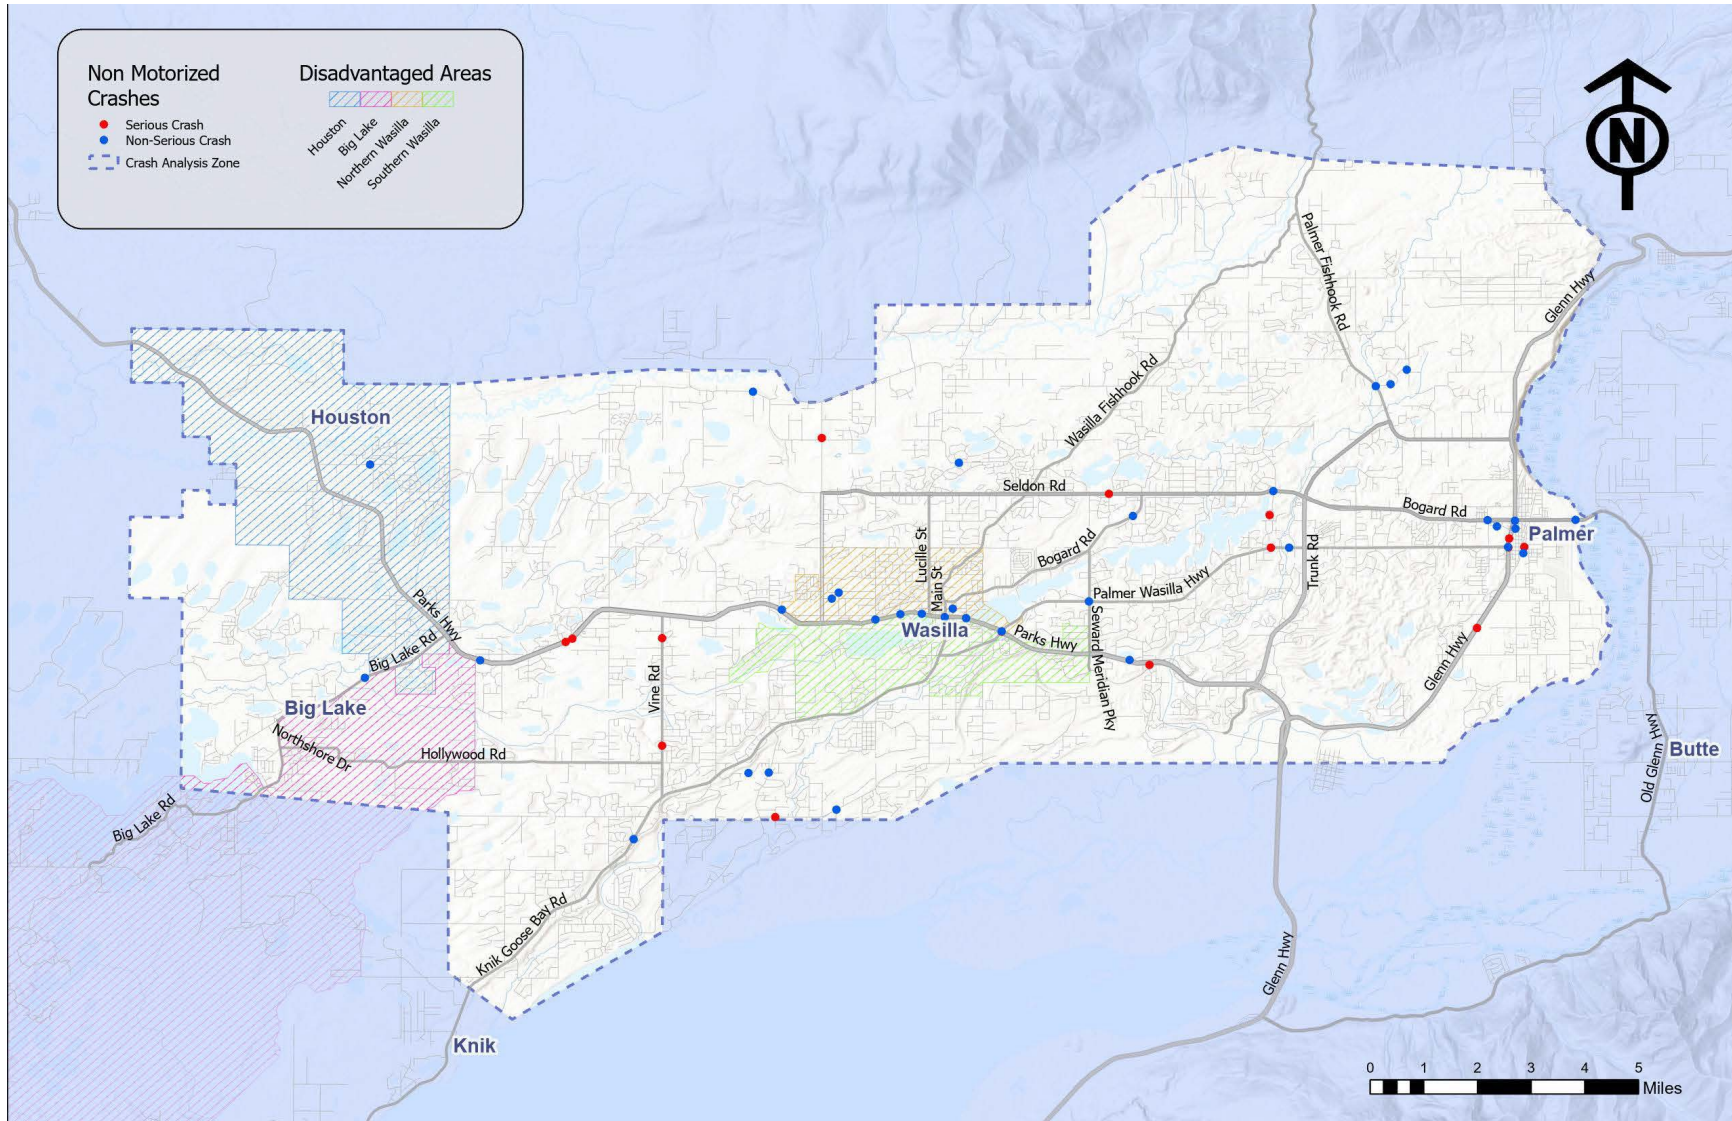 Non Motorized
Crashes
Serious Crash
Non-Serious Crash
Crash Analysis Zone
Disadvantaged Areas
Houston
Big Lake
Northern Wasilla
Southern Wasilla
N
Palmer Fishhook Rd
Glenn Hwy
Wasilla Fishhook Rd
Houston
Seldon Rd
Bogard Rd
Palmer
Lucille St
Bogard Rd
Trunk Rd
Main St
Palmer Wasilla Hwy
Parks Hwy
Wasilla
Parks Hwy
Seward Meridian Pky
Big Lake Rd
Glenn Hwy
Vine Rd
Big Lake
Northshore Dr
Hollywood Rd
Butte
Old Glenn Hwy
Big Lake Rd
Knik Goose Bay Rd
Glenn Hwy
Knik
0 1 2 3 4 5
Miles